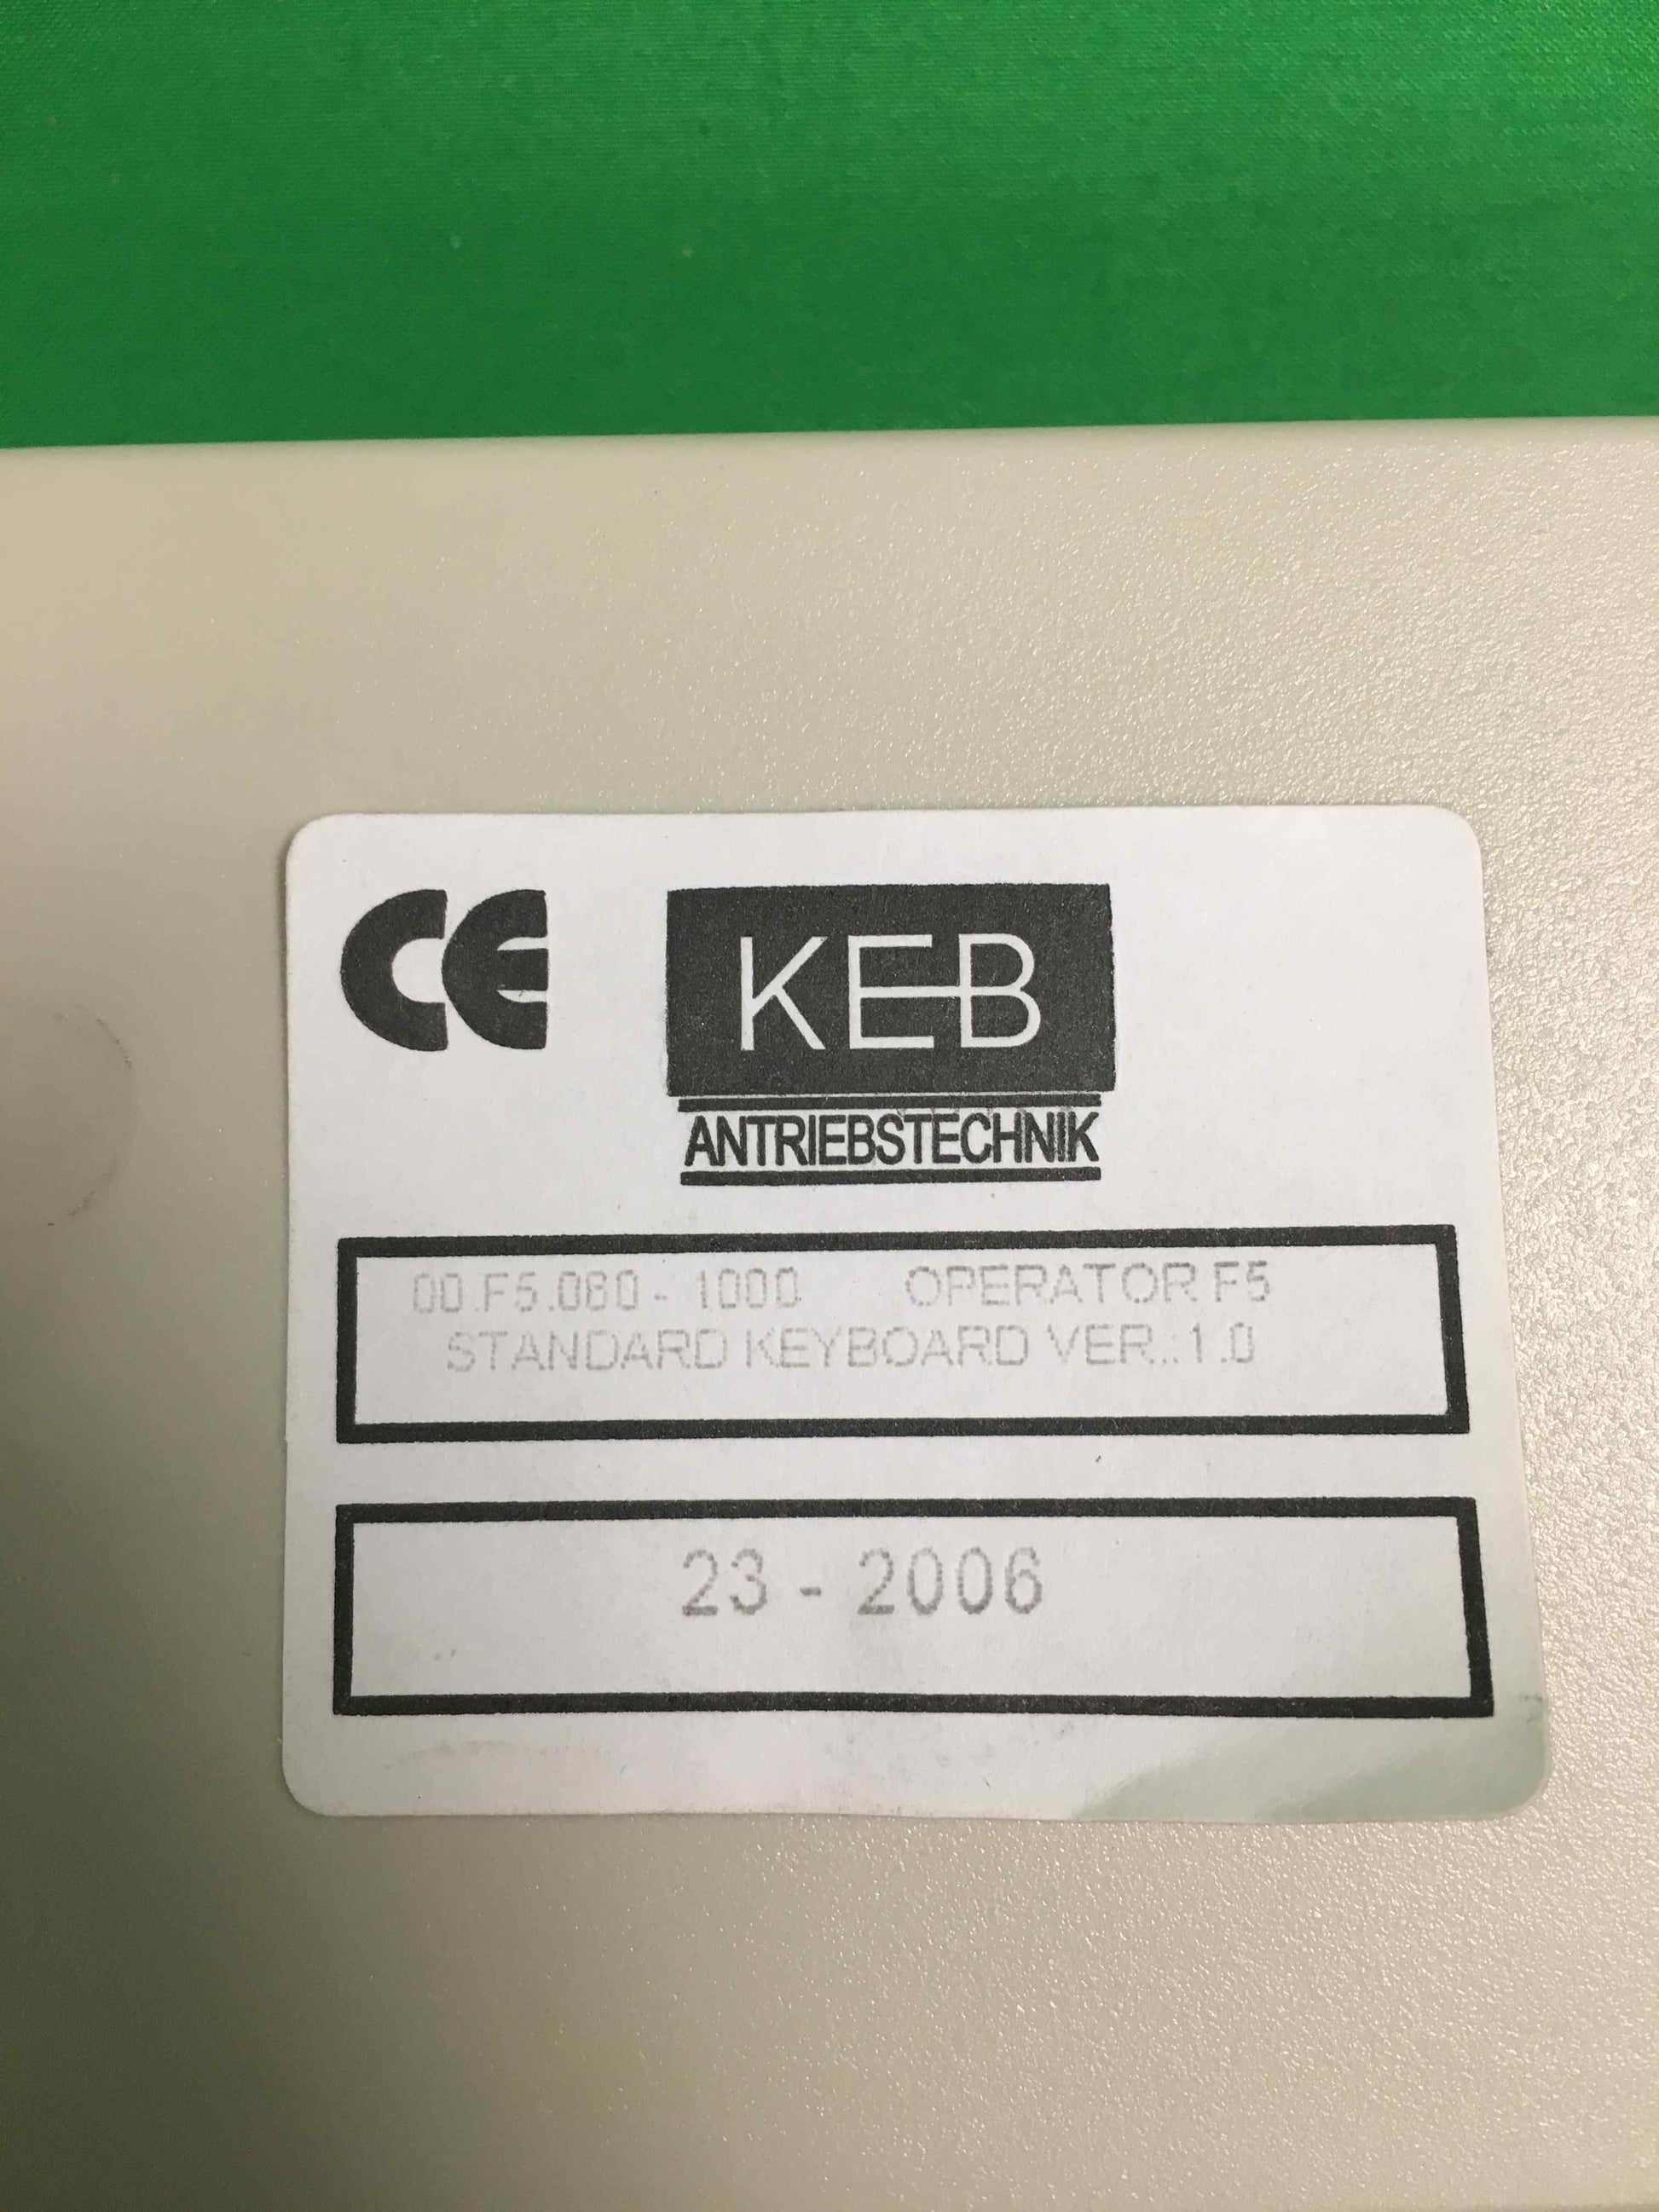 CE KEB
ANTRIEBSTECHNIK
00.F5.060 - 1000 OPERATOR F5
STANDARD KEYBOARD VER.:1.0
23 - 2006